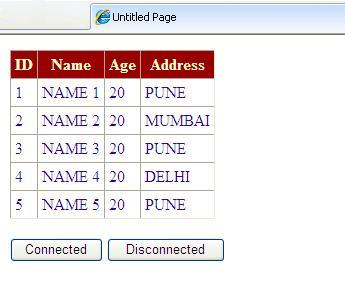 Untitled Page
ID Name Age Address
1 NAME 1 20 PUNE
2 NAME 2 20 MUMBAI
3 NAME 3 20 PUNE
4 NAME 4 20 DELHI
5 NAME 5 20 PUNE
Connected Disconnected